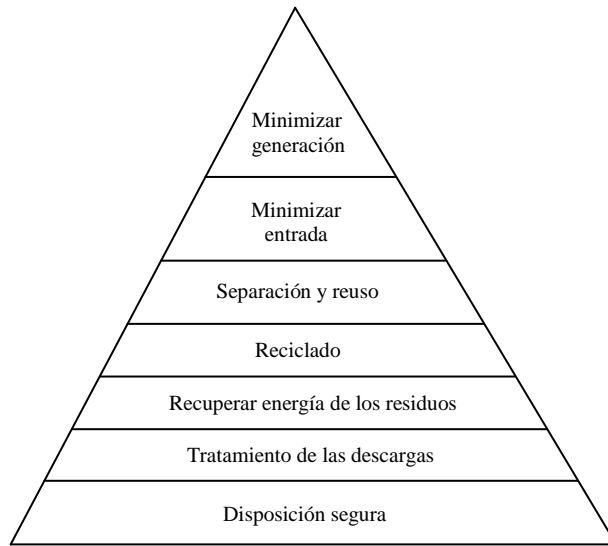 Minimizar
generación
Minimizar
entrada
Separación y reuso
Reciclado
Recuperar energía de los residuos
Tratamiento de las descargas
Disposición segura